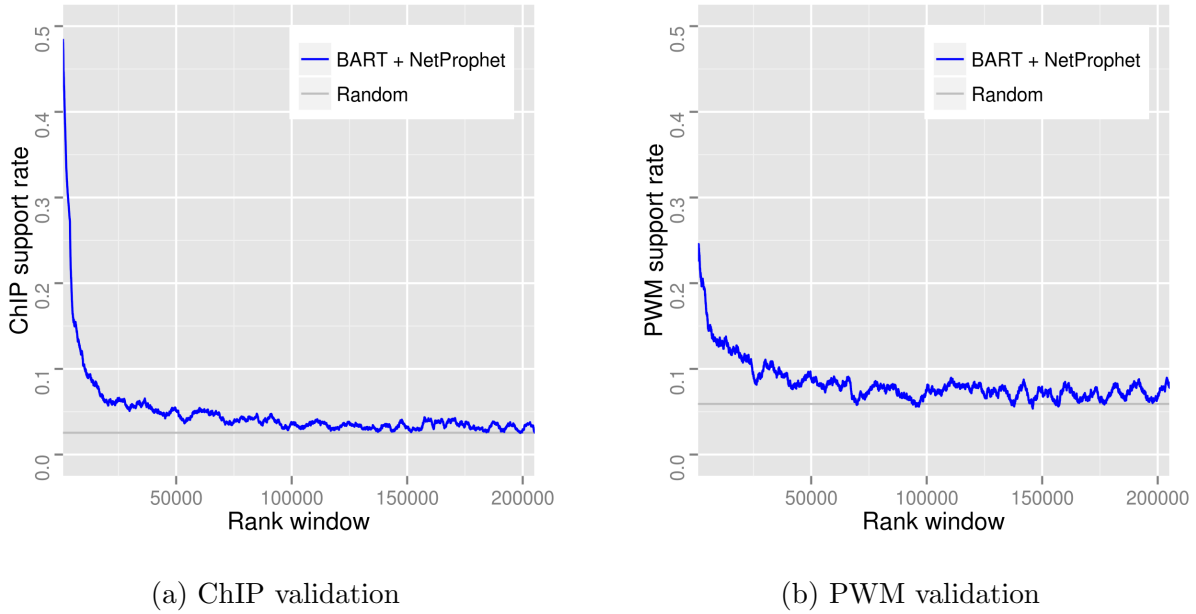 0.5
0.4
0.3
0.2
0.1
0.0
ChIP support rate
BART + NetProphet
Random
50000
100000
150000
200000
Rank window
(a) ChIP validation
0.5
0.4
0.3
0.2
0.1
0.0
PWM support rate
BART + NetProphet
Random
50000
100000
150000
200000
Rank window
(b) PWM validation